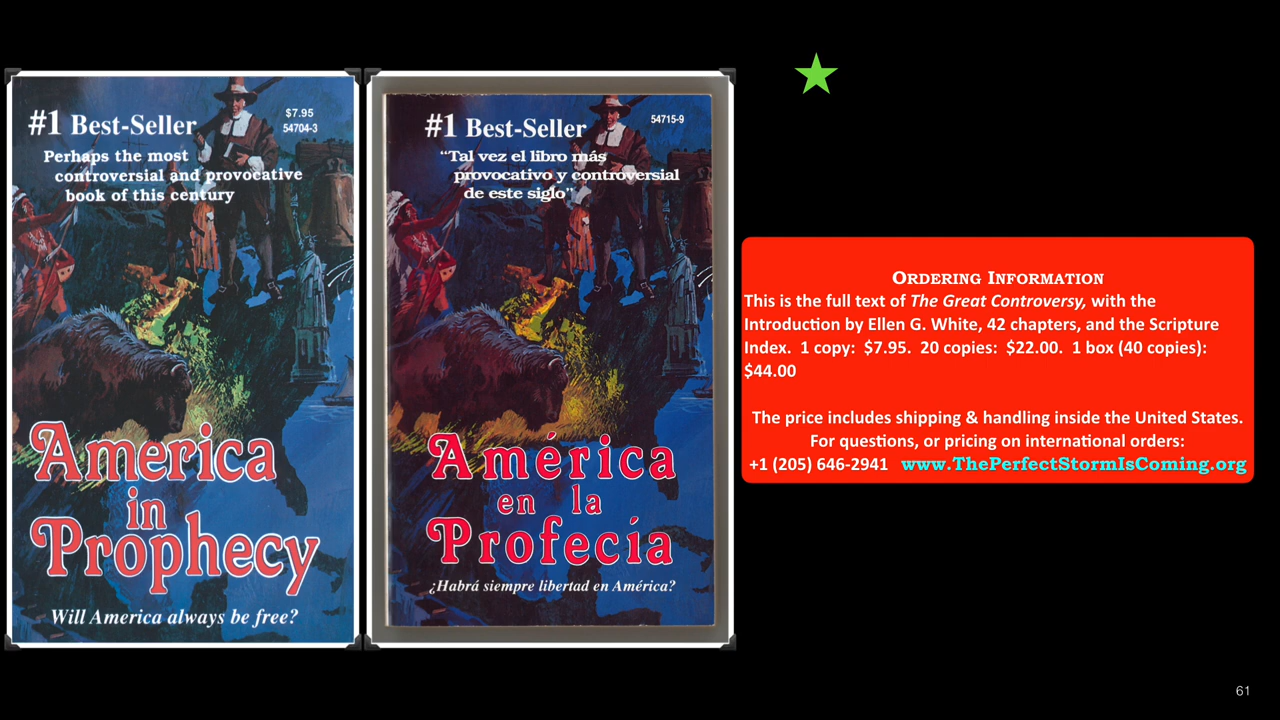 #1 Best-Seller
$7.95
54704-3
Perhaps the most
controversial and provocative
book of this century
America
in
Prophecy
Will America always be free?
#1 Best-Seller
54715-9
“Tal vez el libro más
provocativo y controversial
de este siglo”
América
en la
Profecía
¿Habrá siempre libertad en América?
Ordering Information
This is the full text of The Great Controversy, with the
Introduction by Ellen G. White, 42 chapters, and the Scripture
Index. 1 copy: $7.95. 20 copies: $22.00. 1 box (40 copies):
$44.00
The price includes shipping & handling inside the United States.
For questions, or pricing on international orders:
+1 (205) 646-2941 www.ThePerfectStormIsComing.org
61